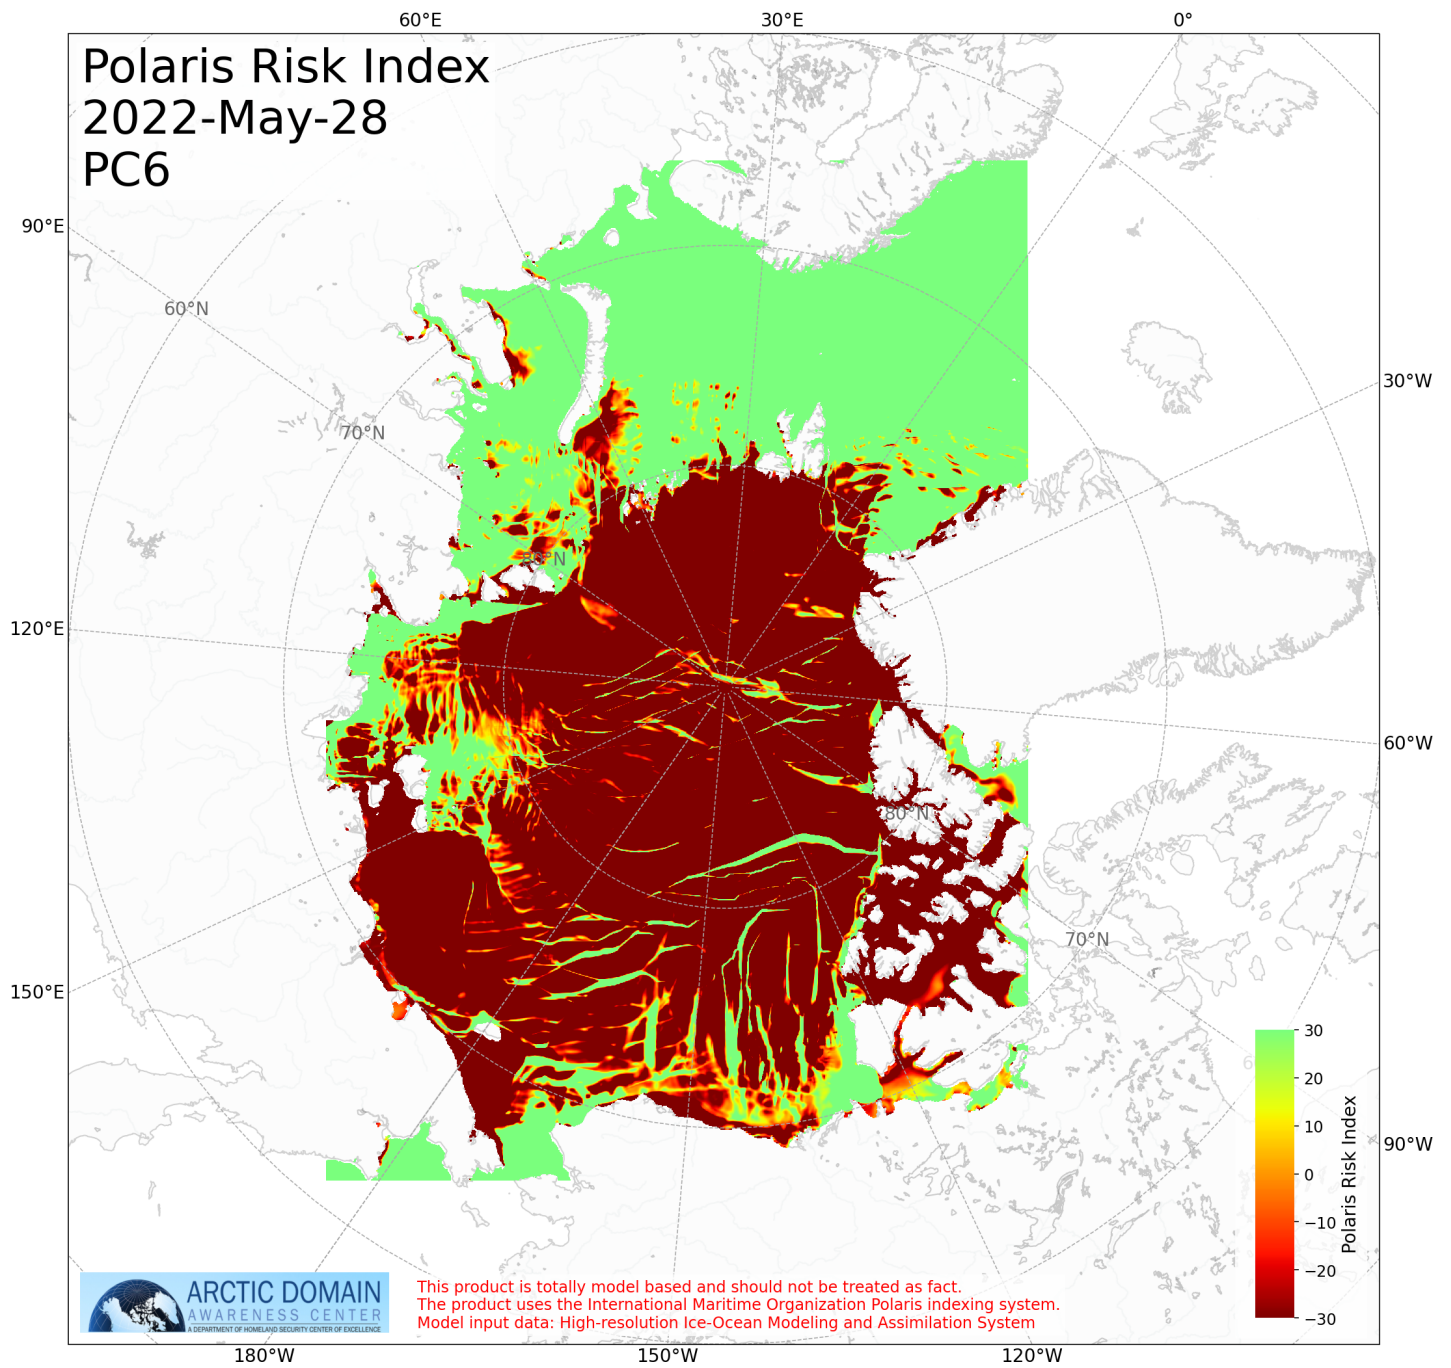 60°E
30°E
0°
Polaris Risk Index
2022-May-28
PC6
90°E
60°N
30°W
70°N
80°N
120°E
60°W
80°N
70°N
150°E
30
20
10
0
−10
−20
−30
Polaris Risk Index
90°W
ARCTIC DOMAIN
AWARENESS CENTER
A DEPARTMENT OF HOMELAND SECURITY CENTER OF EXCELLENCE
This product is totally model based and should not be treated as fact.
The product uses the International Maritime Organization Polaris indexing system.
Model input data: High-resolution Ice-Ocean Modeling and Assimilation System
180°W
150°W
120°W